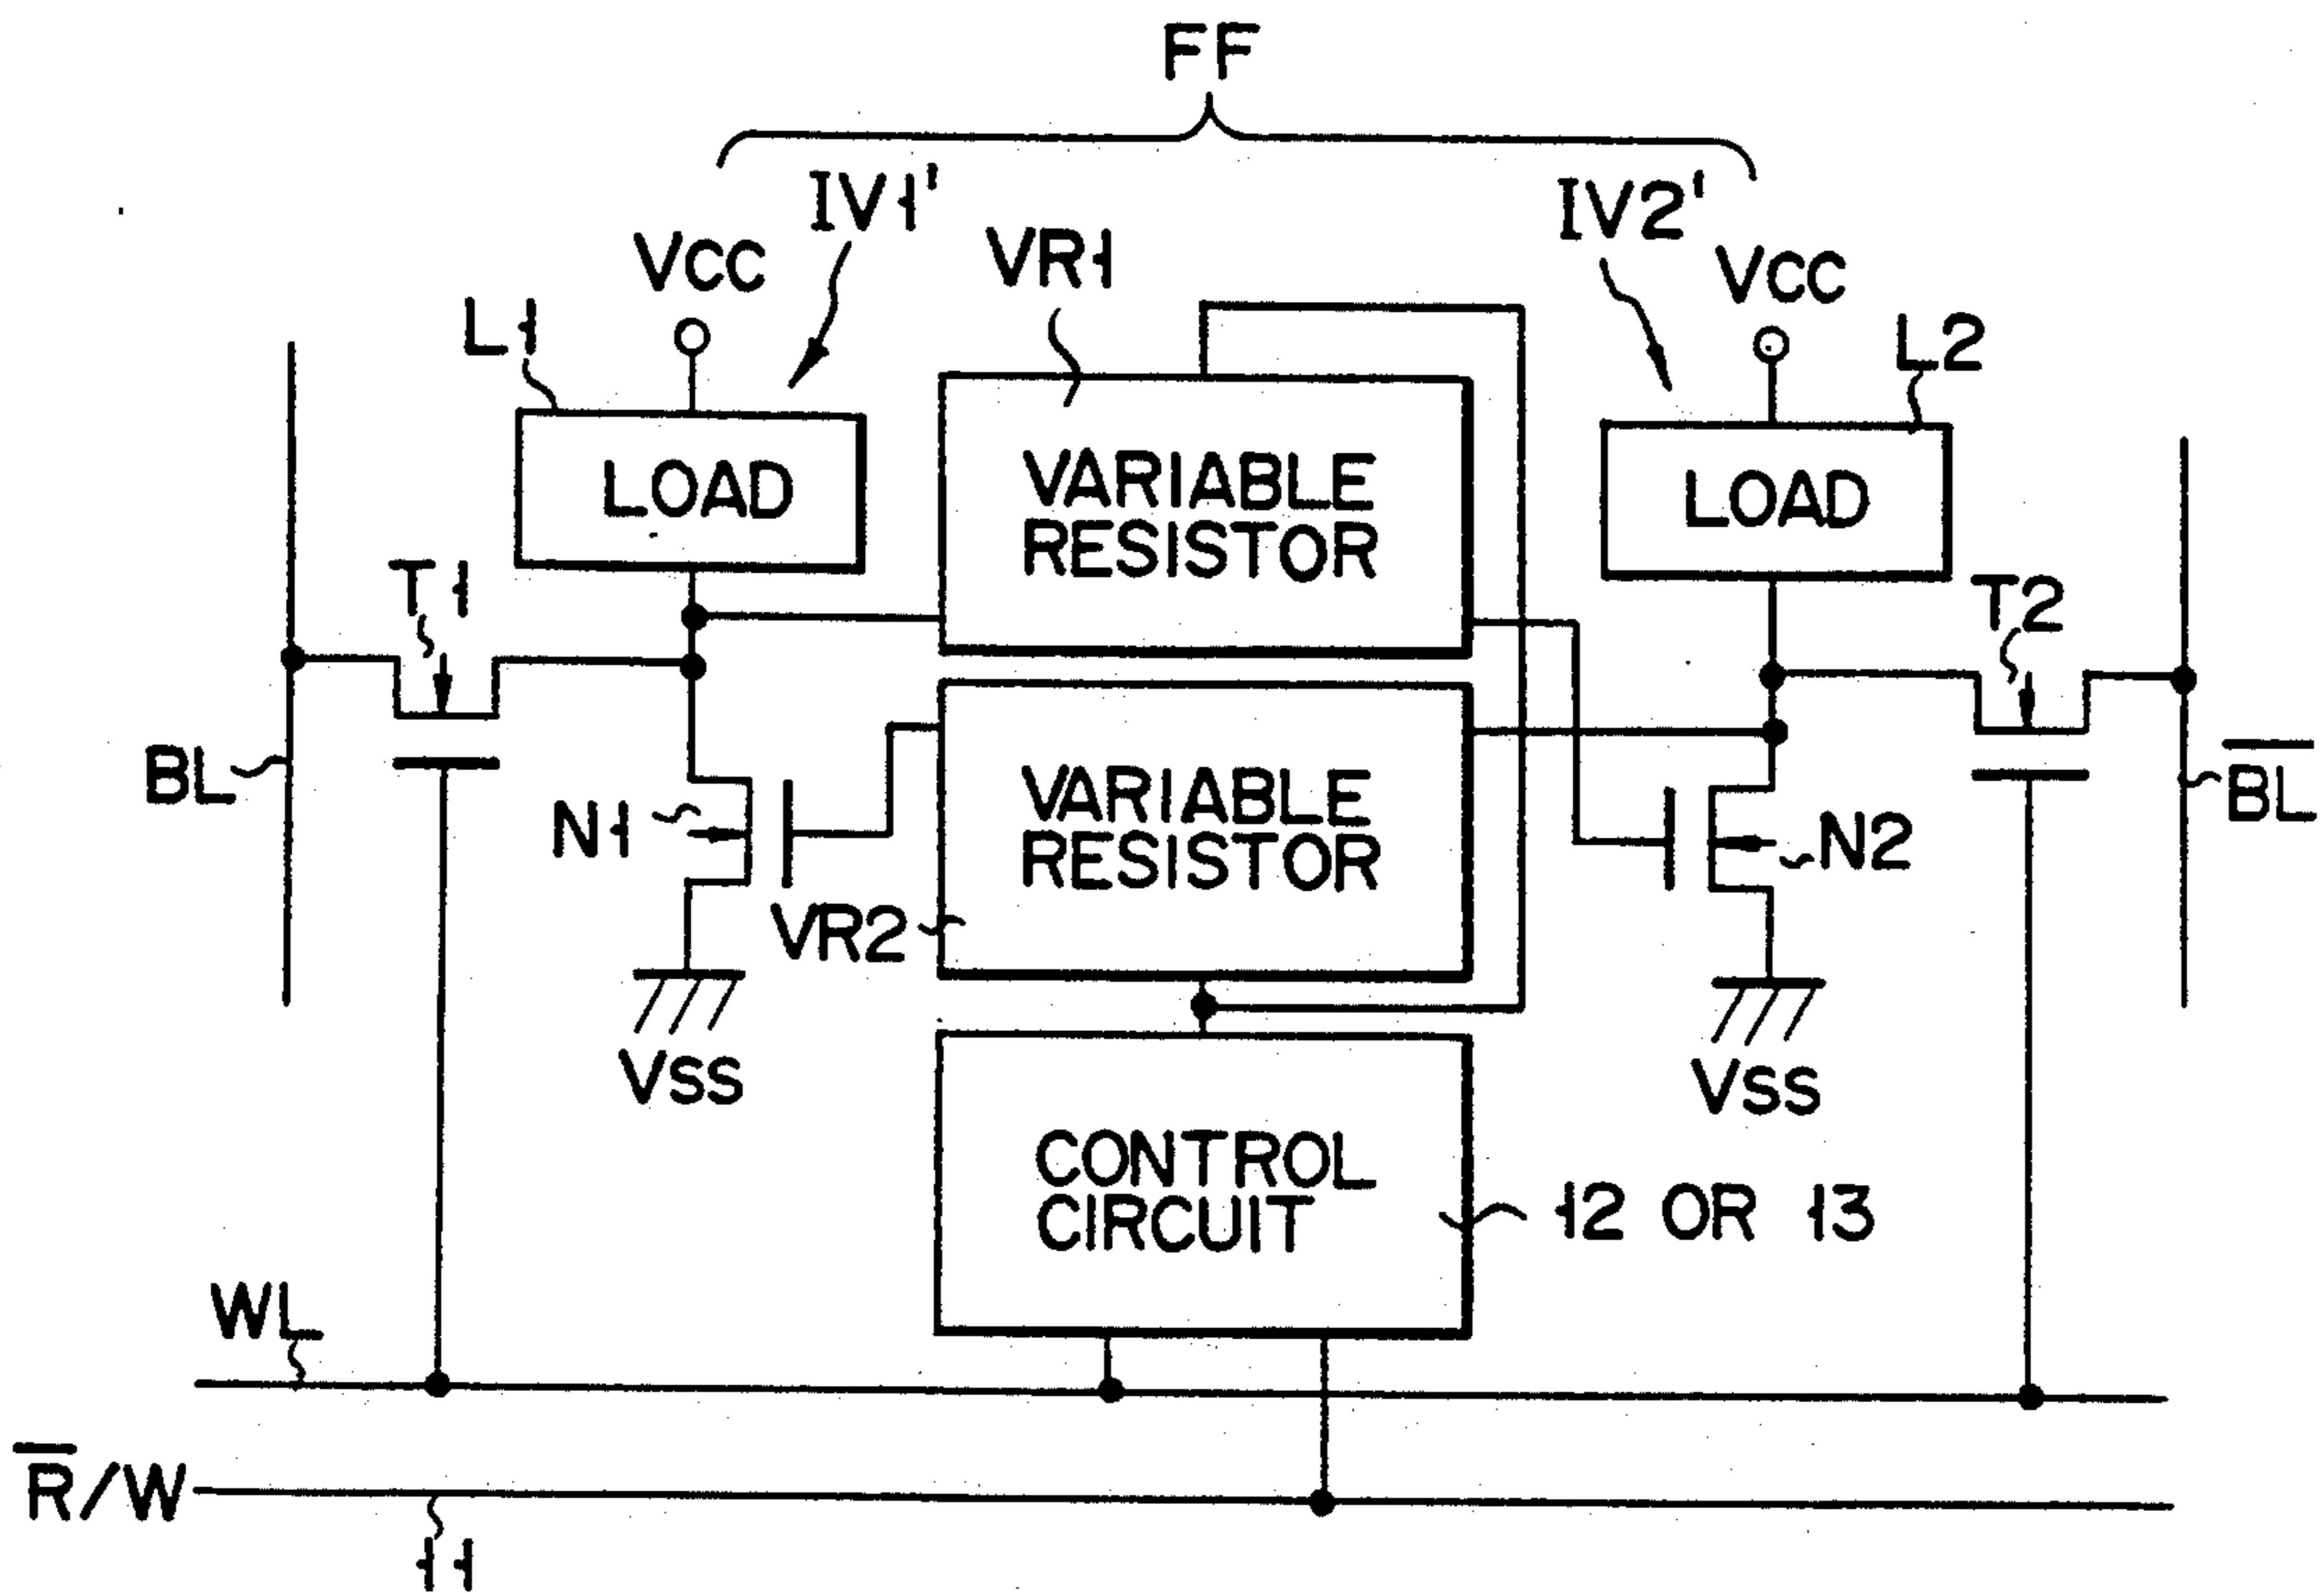 FF
IV1'
IV2'
VCC
VR1
VCC
L1
L2
LOAD
VARIABLE
RESISTOR
LOAD
T1
T2
BL
N1
VARIABLE
RESISTOR
N2
B̅L̅
VR2
VSS
VSS
CONTROL
CIRCUIT
12 OR 13
WL
R̅/W
11